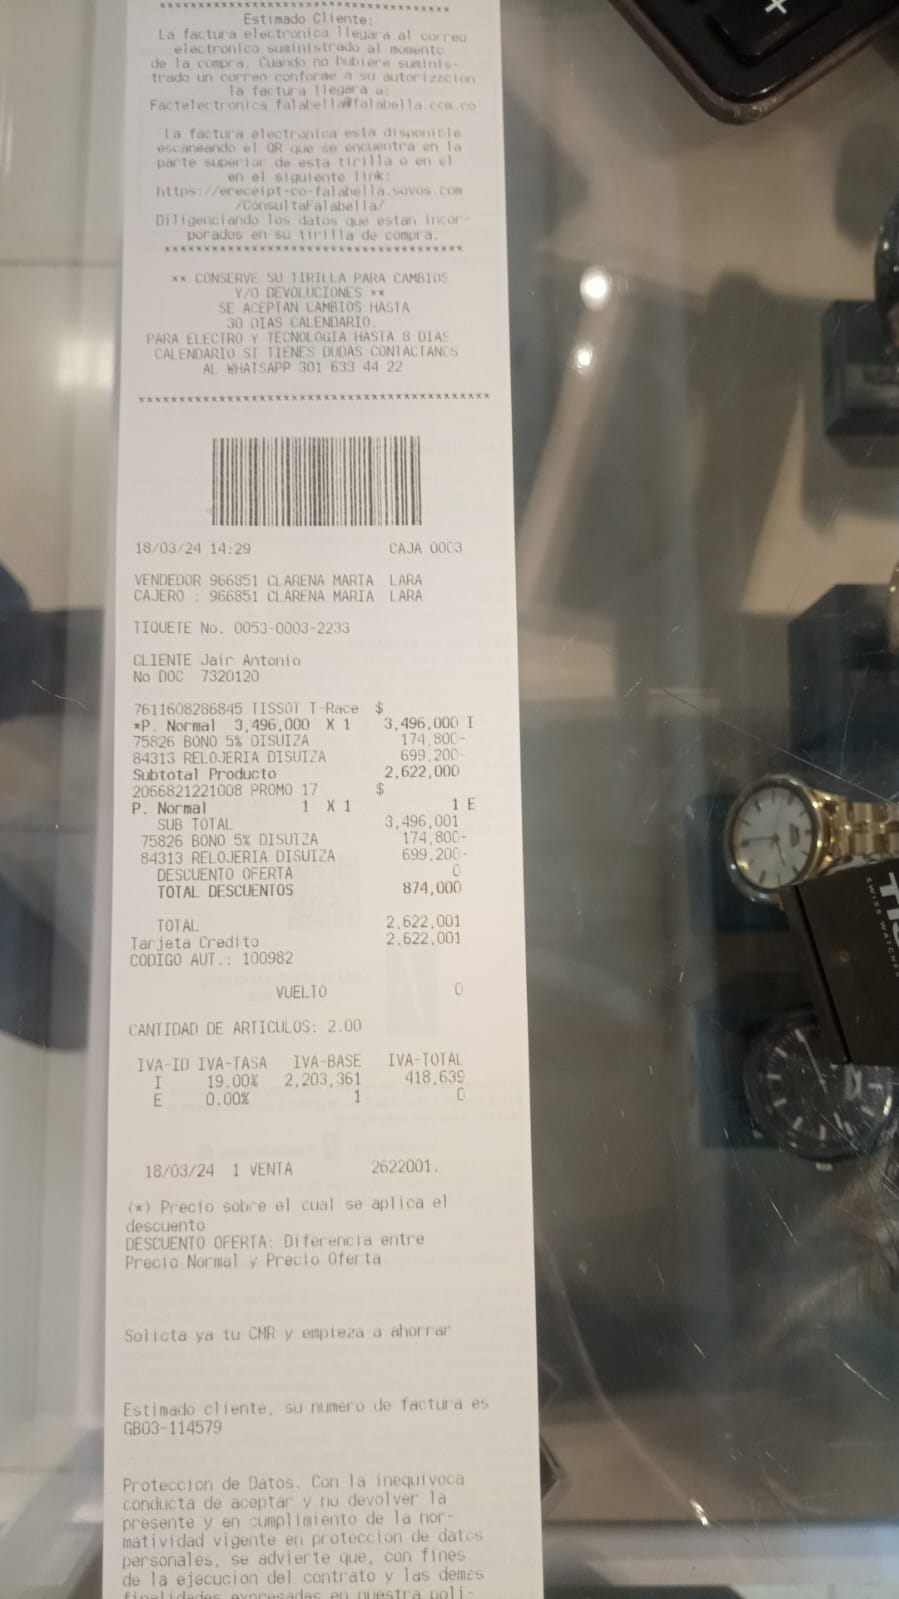 ****************************************
Estimado Cliente:
La factura electronica llegara al correo
electronico suministrado al momento
de la compra. Cuando no hubiere suminis-
trado un correo conforme a su autorizacion
la factura llegara a:
Factelectronica falabella@falabella.com.co
La factura electronica esta disponible
escaneando el QR que se encuentra en la
parte superior de esta tirilla o en el
en el siguiente link:
https://ereceipt-co-falabella.sovos.com
/ConsultaFalabella/
Diligenciando los datos que estan incor-
porados en su tirilla de compra.
****************************************
** CONSERVE SU TIRILLA PARA CAMBIOS
Y/O DEVOLUCIONES **
SE ACEPTAN CAMBIOS HASTA
30 DIAS CALENDARIO.
PARA ELECTRO Y TECNOLOGIA HASTA 8 DIAS
CALENDARIO SI TIENES DUDAS CONTACTANOS
AL WHATSAPP 301 633 44 22
****************************************
18/03/24 14:29 CAJA 0003
VENDEDOR 966851 CLARENA MARIA LARA
CAJERO : 966851 CLARENA MARIA LARA
TIQUETE No. 0053-0003-2233
CLIENTE Jair Antonio
No DOC 7320120
7611608286845 TISSOT T-Race $
*P. Normal 3,496,000 X 1 3,496,000 I
75826 BONO 5% DISUIZA 174,800-
84313 RELOJERIA DISUIZA 699,200-
Subtotal Producto 2,622,000
2066821221008 PROMO 17 $
P. Normal 1 X 1 1 E
SUB TOTAL 3,496,001
75826 BONO 5% DISUIZA 174,800-
84313 RELOJERIA DISUIZA 699,200-
DESCUENTO OFERTA 0
TOTAL DESCUENTOS 874,000
TOTAL 2,622,001
Tarjeta Credito 2,622,001
CODIGO AUT.: 100982
VUELTO 0
CANTIDAD DE ARTICULOS: 2.00
IVA-ID IVA-TASA IVA-BASE IVA-TOTAL
I 19.00% 2,203,361 418,639
E 0.00% 1 0
18/03/24 1 VENTA 2622001.
(*) Precio sobre el cual se aplica el
descuento
DESCUENTO OFERTA: Diferencia entre
Precio Normal y Precio Oferta
Solicta ya tu CMR y empieza a ahorrar
Estimado cliente, su numero de factura es
GB03-114579
Proteccion de Datos. Con la inequivoca
conducta de aceptar y no devolver la
presente y en cumplimiento de la nor-
matividad vigente en proteccion de datos
personales, se advierte que, con fines
de la ejecucion del contrato y las demas
finalidades expresadas en nuestra poli-
SWISS WATCHES